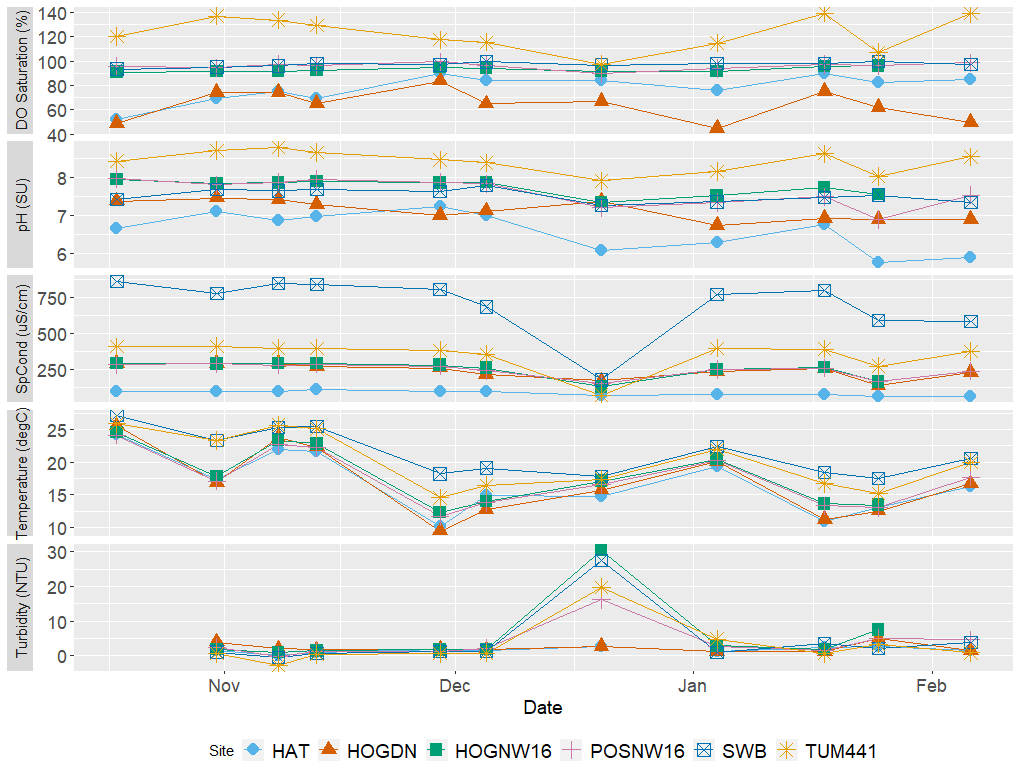 DO Saturation (%)
140
120
100
80
60
40
pH (SU)
8
7
6
SpCond (uS/cm)
750
500
250
Temperature (degC)
25
20
15
10
Turbidity (NTU)
30
20
10
0
Nov Dec Jan Feb
Date
Site HAT HOGDN HOGNW16 POSNW16 SWB TUM441